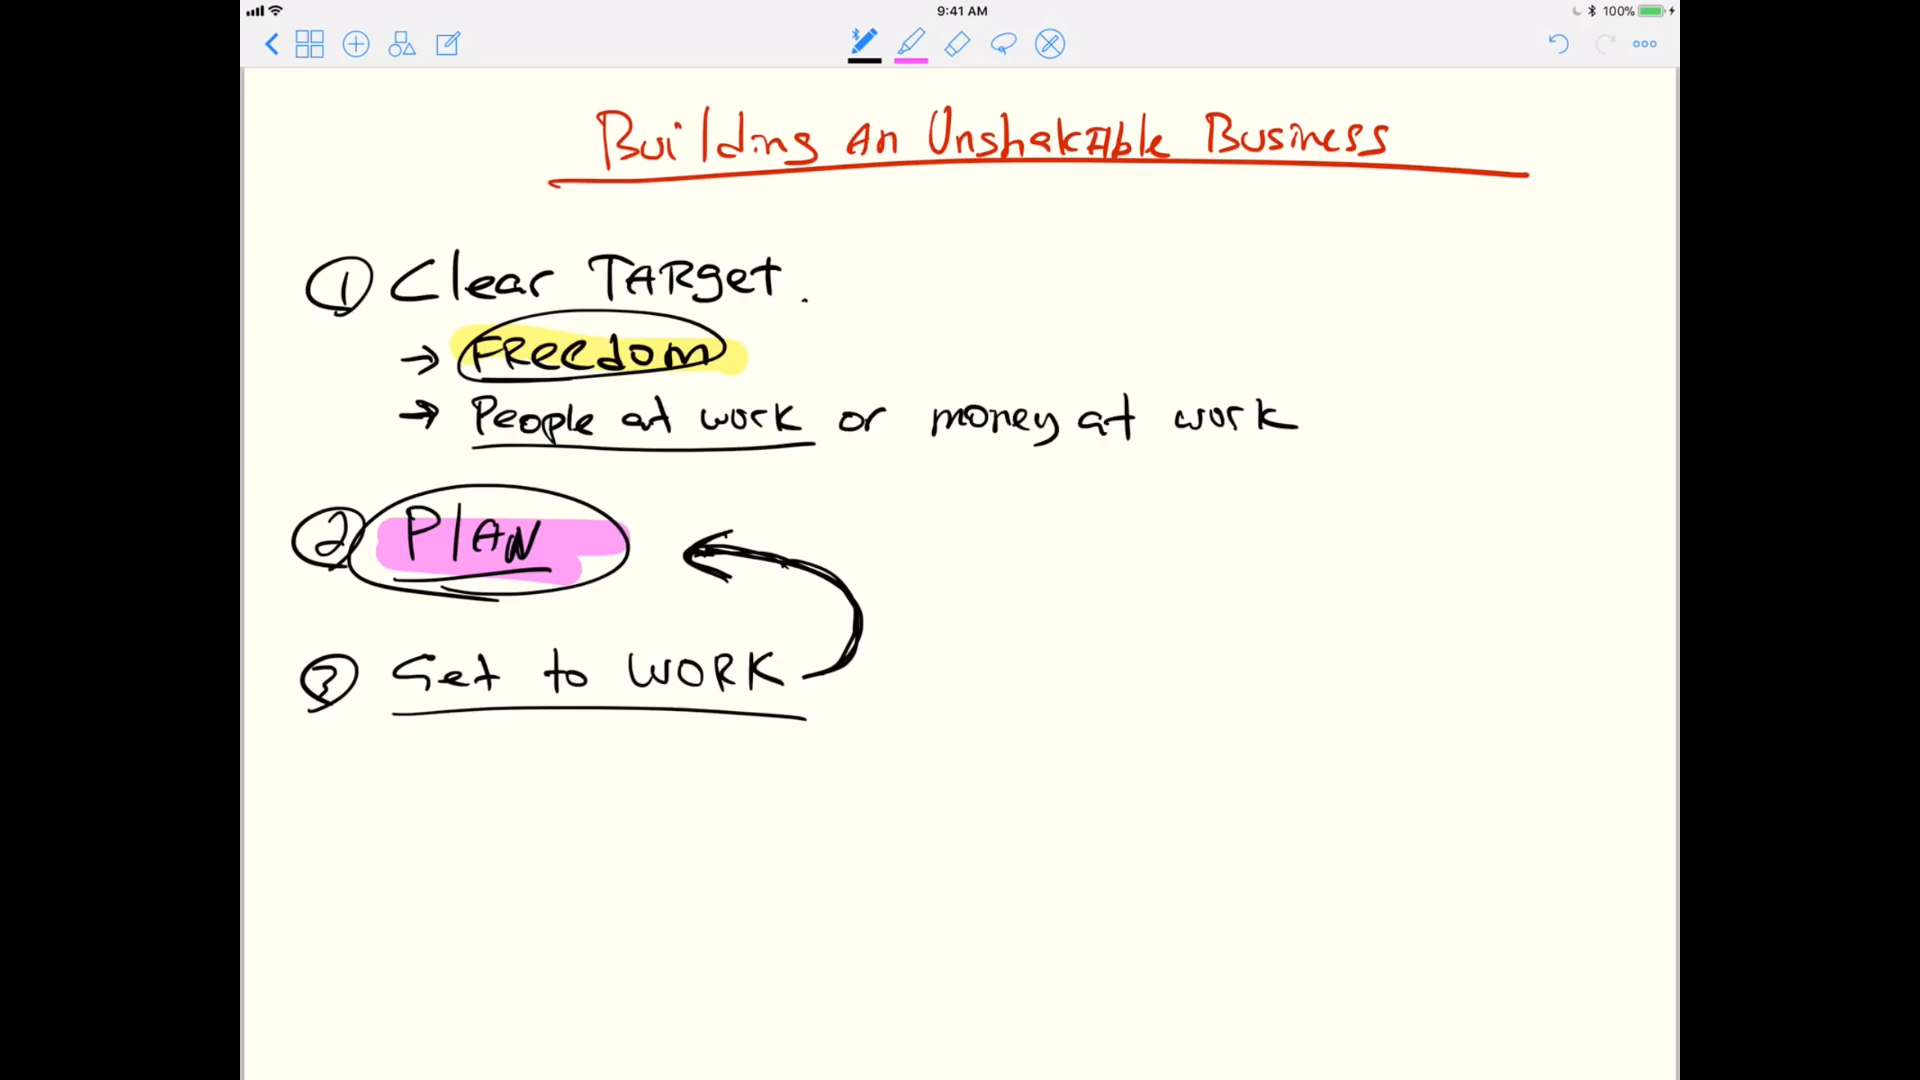 9:41 AM
100%
Building An Unshakable Business
1 Clear TARget.
→ FReedom
→ People at work or money at work
2 PlAN
3 Get to WORK